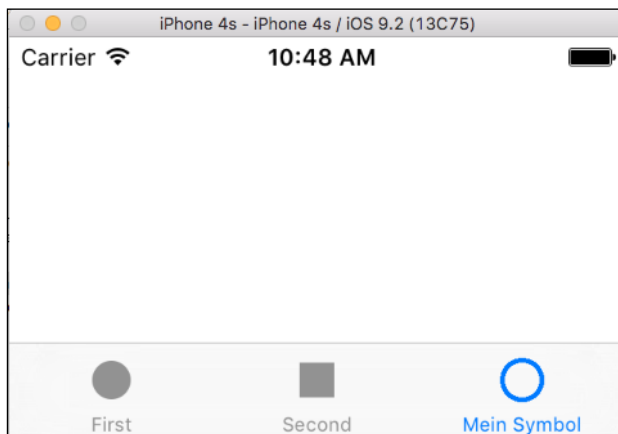 iPhone 4s - iPhone 4s / iOS 9.2 (13C75)
Carrier 10:48 AM
First Second Mein Symbol